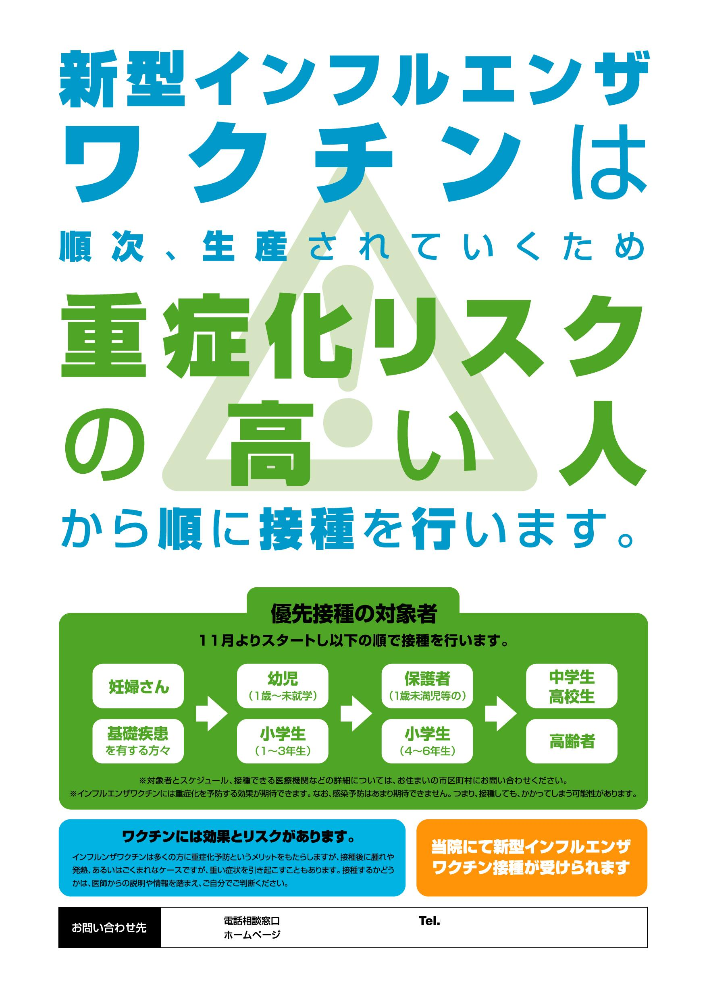 新型インフルエンザ
ワクチンは
順次、生産されていくため
重症化リスク
の高い人
から順に接種を行います。
優先接種の対象者
11月よりスタートし以下の順で接種を行います。
妊婦さん
基礎疾患
を有する方々
幼児
（1歳〜未就学）
小学生
（1〜3年生）
保護者
（1歳未満児等の）
小学生
（4〜6年生）
中学生
高校生
高齢者
※対象者とスケジュール、接種できる医療機関などの詳細については、お住まいの市区町村にお問い合わせください。
※インフルエンザワクチンには重症化を予防する効果が期待できます。なお、感染予防はあまり期待できません。つまり、接種しても、かかってしまう可能性があります。
ワクチンには効果とリスクがあります。
インフルンザワクチンは多くの方に重症化予防というメリットをもたらしますが、接種後に腫れや
発熱、あるいはごくまれなケースですが、重い症状を引き起こすこともあります。接種するかどう
かは、医師からの説明や情報を踏まえ、ご自分でご判断ください。
当院にて新型インフルエンザ
ワクチン接種が受けられます
お問い合わせ先
電話相談窓口
ホームページ
Tel.